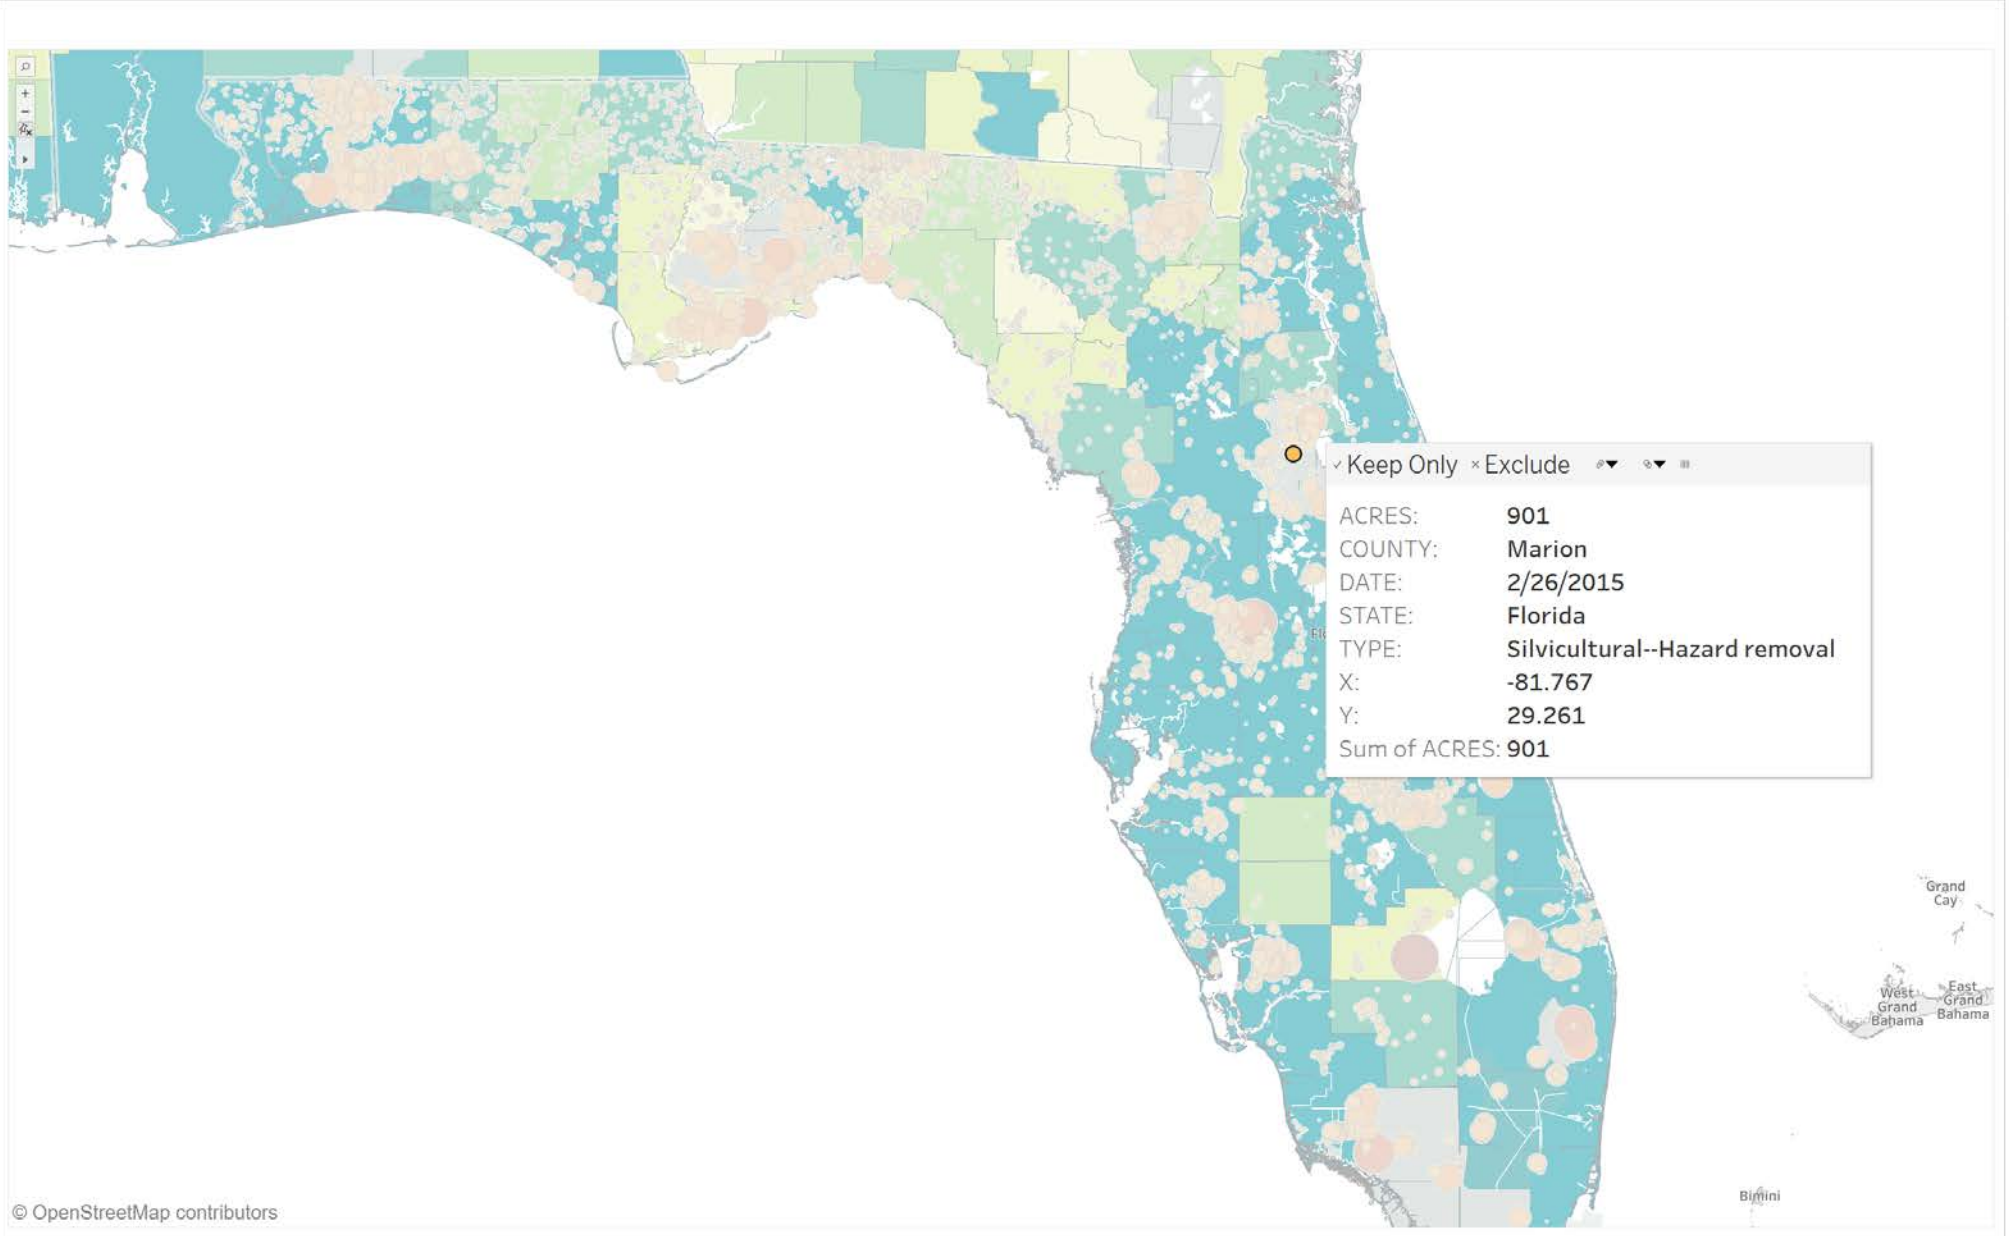 ✓ Keep Only × Exclude
ACRES: 901
COUNTY: Marion
DATE: 2/26/2015
STATE: Florida
TYPE: Silvicultural--Hazard removal
X: -81.767
Y: 29.261
Sum of ACRES: 901
Grand
Cay
West
Grand
Bahama
East
Grand
Bahama
Bimini
© OpenStreetMap contributors